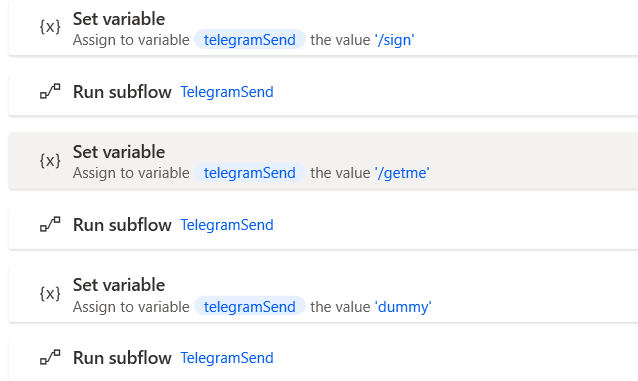 {x} Set variable
Assign to variable telegramSend the value '/sign'
Run subflow TelegramSend
{x} Set variable
Assign to variable telegramSend the value '/getme'
Run subflow TelegramSend
{x} Set variable
Assign to variable telegramSend the value 'dummy'
Run subflow TelegramSend